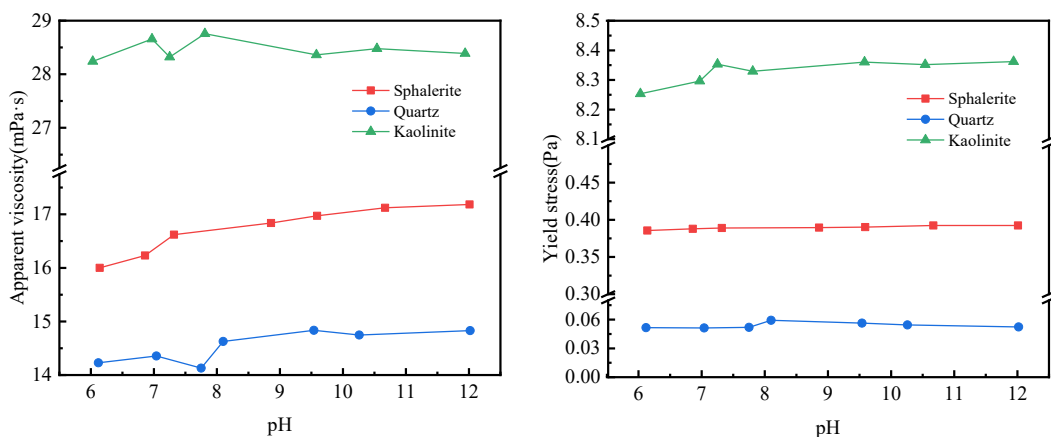 Apparent viscosity(mPa·s)
29
28
27
17
16
15
14
Sphalerite
Quartz
Kaolinite
6 7 8 9 10 11 12
pH
Yield stress(Pa)
8.5
8.4
8.3
8.2
8.1
0.45
0.40
0.35
0.30
0.06
0.03
0.00
Sphalerite
Quartz
Kaolinite
6 7 8 9 10 11 12
pH